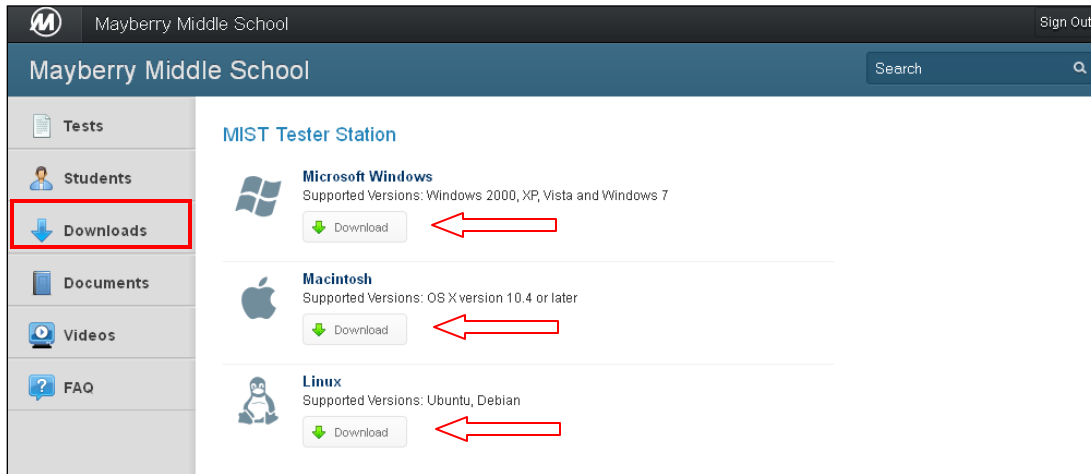 Mayberry Middle School
Sign Out
Mayberry Middle School
Search
Tests
Students
Downloads
Documents
Videos
FAQ
MIST Tester Station
Microsoft Windows
Supported Versions: Windows 2000, XP, Vista and Windows 7
Download
Macintosh
Supported Versions: OS X version 10.4 or later
Download
Linux
Supported Versions: Ubuntu, Debian
Download